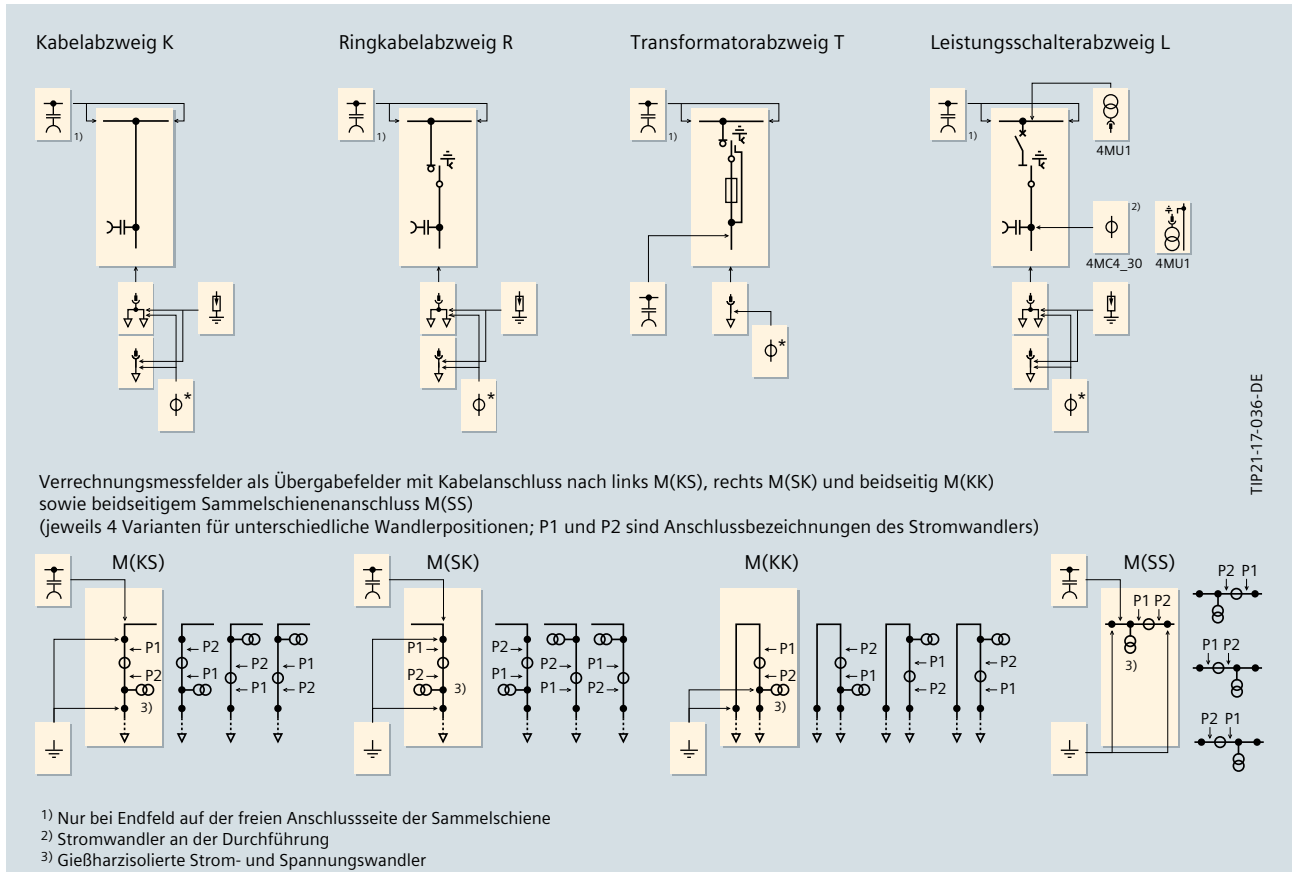 Kabelabzweig K
Ringkabelabzweig R
Transformatorabzweig T
Leistungsschalterabzweig L
1)
1)
1)
1)
4MU1
2)
4MC4_30
4MU1
*
*
*
*
TIP21-17-036-DE
Verrechnungsmessfelder als Übergabefelder mit Kabelanschluss nach links M(KS), rechts M(SK) und beidseitig M(KK)
sowie beidseitigem Sammelschienenanschluss M(SS)
(jeweils 4 Varianten für unterschiedliche Wandlerpositionen; P1 und P2 sind Anschlussbezeichnungen des Stromwandlers)
M(KS)
P1
P2
3)
P2
P1
P2
P1
P1
P2
M(SK)
P1
P2
3)
P2
P1
P2
P1
P1
P2
M(KK)
P1
P2
3)
P2
P1
P1
P2
P2
P1
M(SS)
P1 P2
3)
P2 P1
P1 P2
P2 P1
1) Nur bei Endfeld auf der freien Anschlussseite der Sammelschiene
2) Stromwandler an der Durchführung
3) Gießharzisolierte Strom- und Spannungswandler